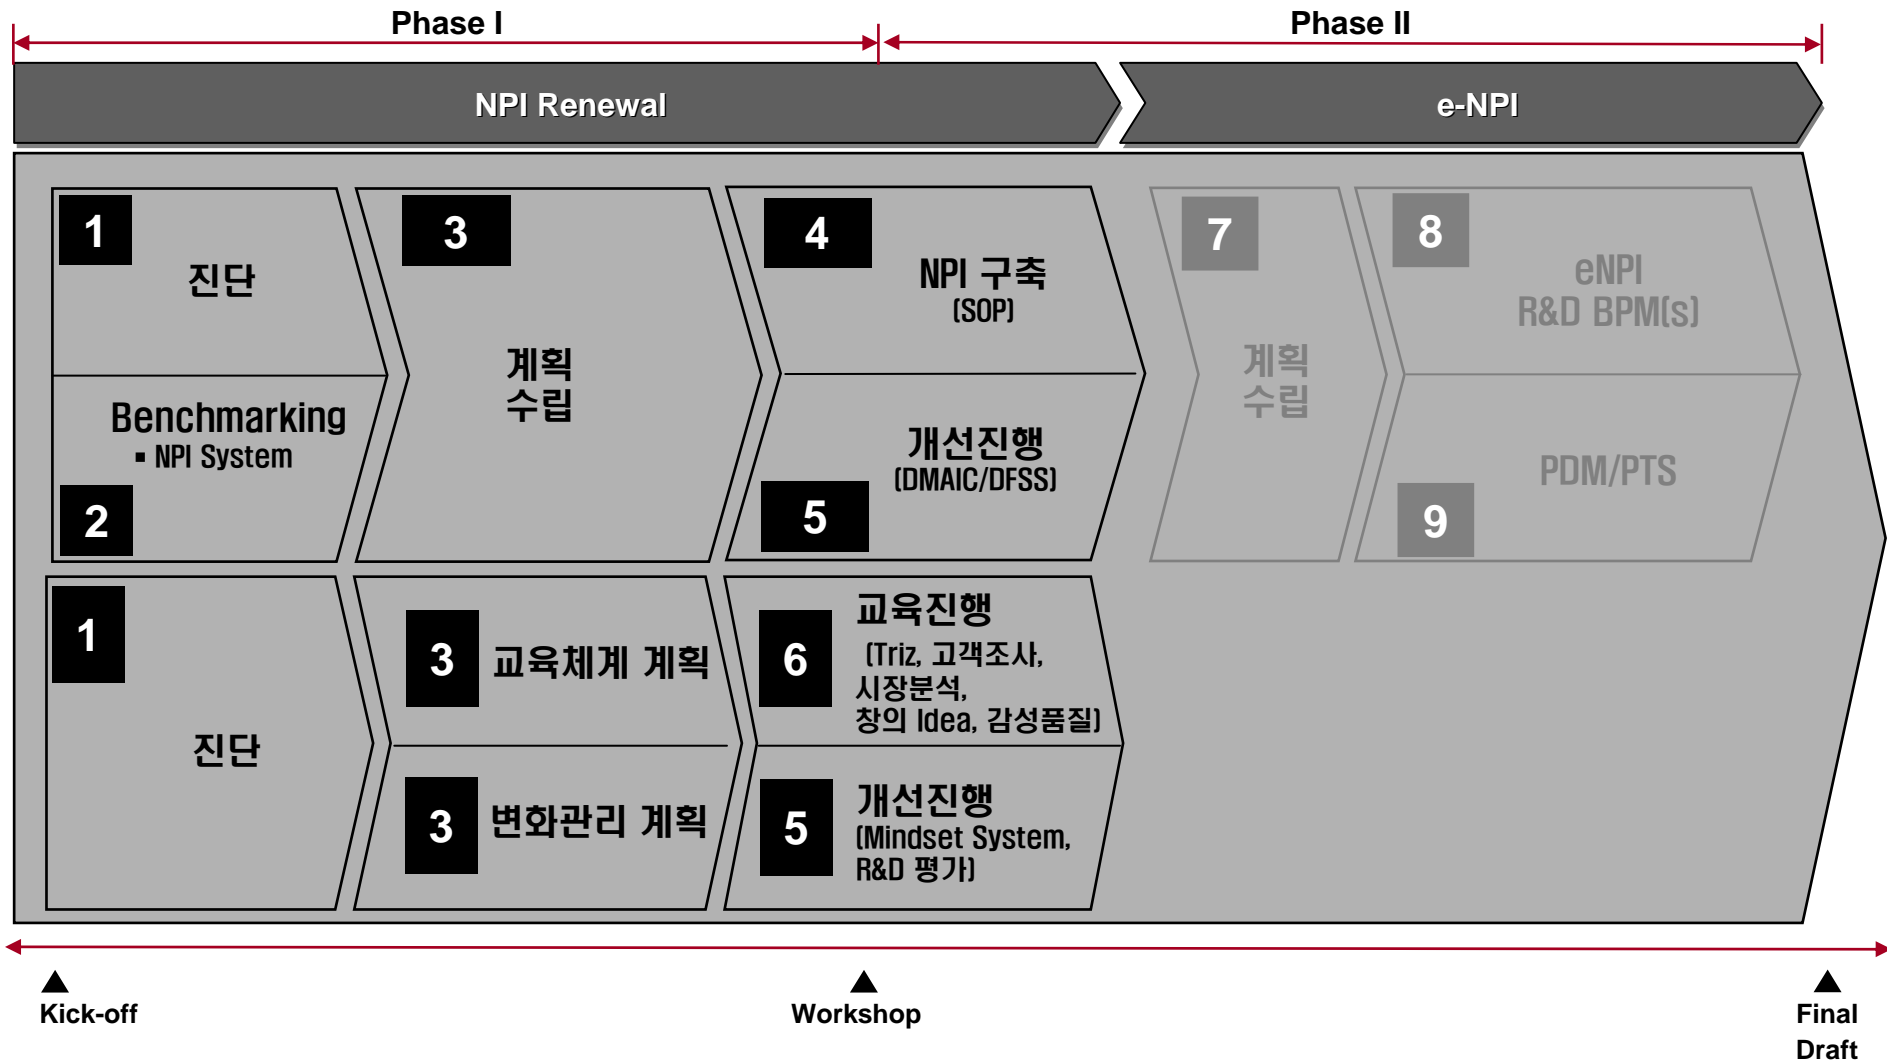 Phase I
Phase II
NPI Renewal
e-NPI
1
진단
Benchmarking
▪ NPI System
2
3
계획
수립
4
NPI 구축
(SOP)
개선진행
(DMAIC/DFSS)
5
7
계획
수립
8
eNPI
R&D BPM(s)
PDM/PTS
9
1
진단
3
교육체계 계획
3
변화관리 계획
6
교육진행
(Triz, 고객조사,
시장분석,
창의 Idea, 감성품질)
5
개선진행
(Mindset System,
R&D 평가)
Kick-off
Workshop
Final
Draft